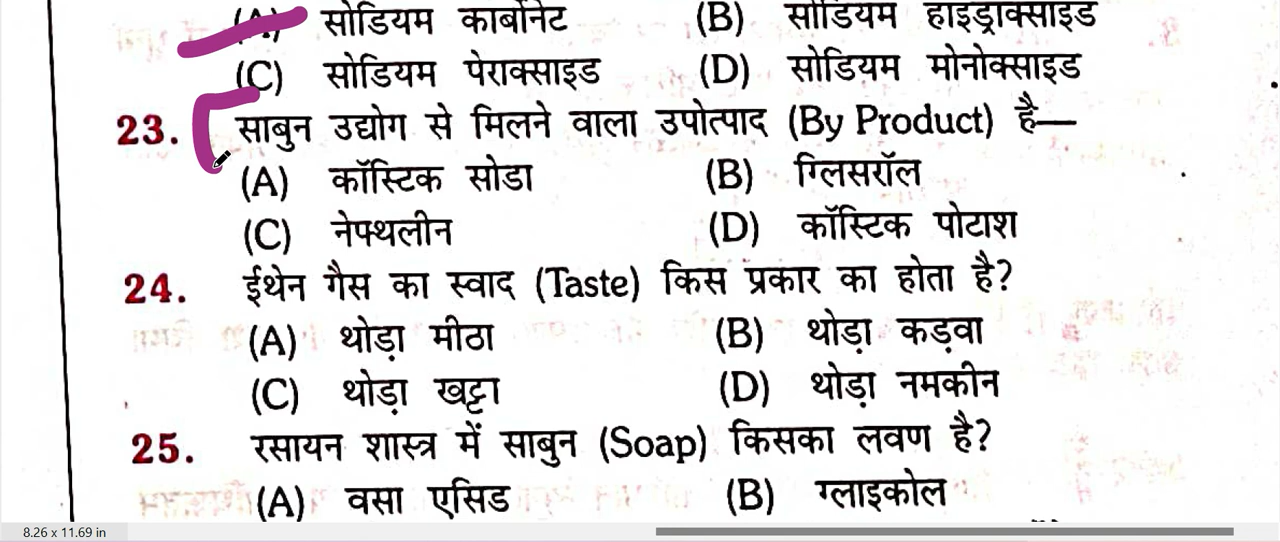 (A) सोडियम कार्बोनेट (B) सोडियम हाइड्राक्साइड
(C) सोडियम पेराक्साइड (D) सोडियम मोनोक्साइड
23. साबुन उद्योग से मिलने वाला उपोत्पाद (By Product) है—
(A) कॉस्टिक सोडा (B) ग्लिसरॉल
(C) नेफ्थलीन (D) कॉस्टिक पोटाश
24. ईथेन गैस का स्वाद (Taste) किस प्रकार का होता है?
(A) थोड़ा मीठा (B) थोड़ा कड़वा
(C) थोड़ा खट्टा (D) थोड़ा नमकीन
25. रसायन शास्त्र में साबुन (Soap) किसका लवण है?
(A) वसा एसिड (B) ग्लाइकोल
8.26 x 11.69 in